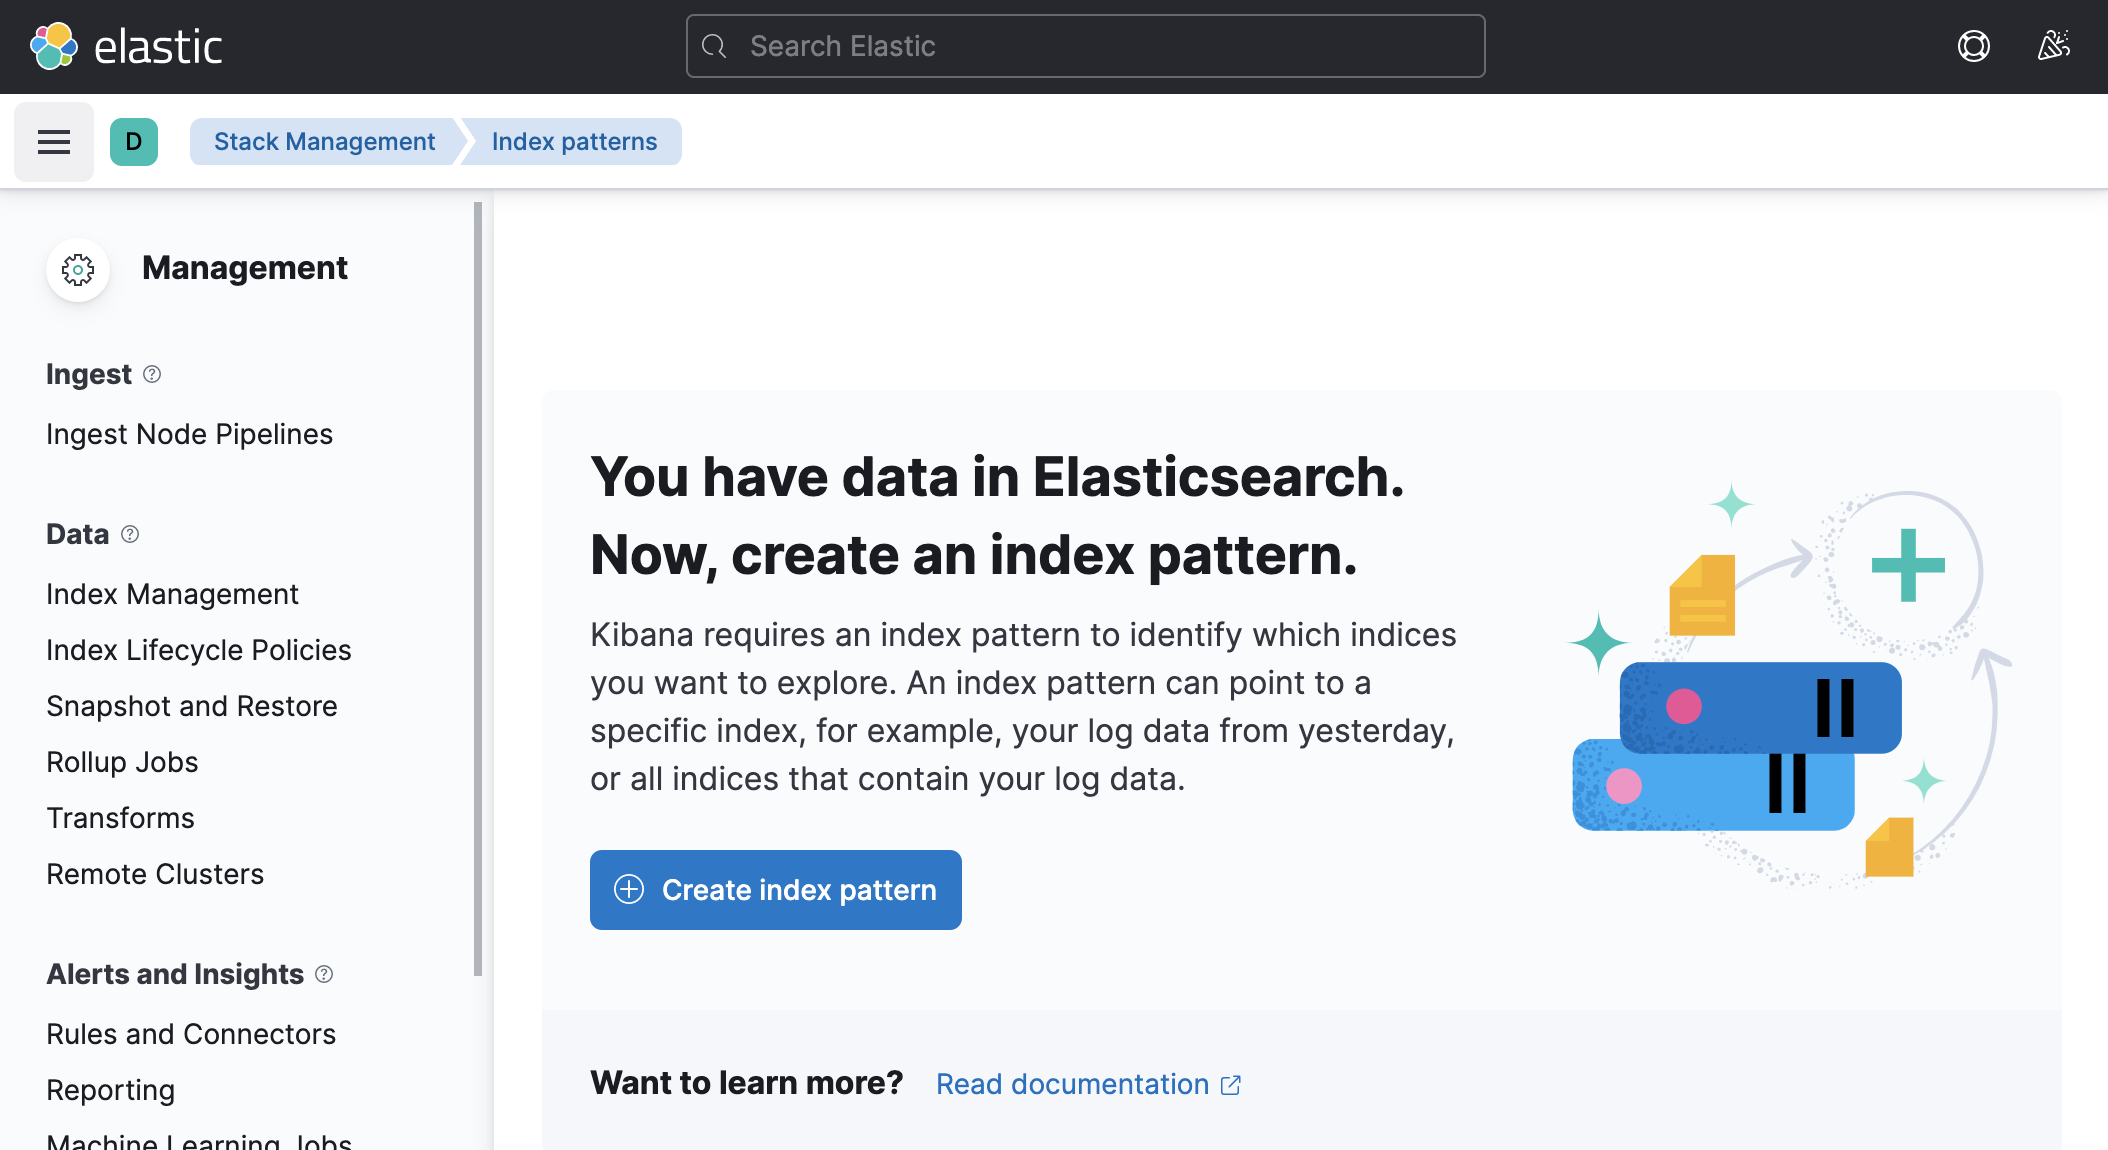 elastic
Search Elastic
D
Stack Management
Index patterns
Management
Ingest
Ingest Node Pipelines
Data
Index Management
Index Lifecycle Policies
Snapshot and Restore
Rollup Jobs
Transforms
Remote Clusters
Alerts and Insights
Rules and Connectors
Reporting
Machine Learning Jobs
You have data in Elasticsearch.
Now, create an index pattern.
Kibana requires an index pattern to identify which indices
you want to explore. An index pattern can point to a
specific index, for example, your log data from yesterday,
or all indices that contain your log data.
Create index pattern
Want to learn more? Read documentation